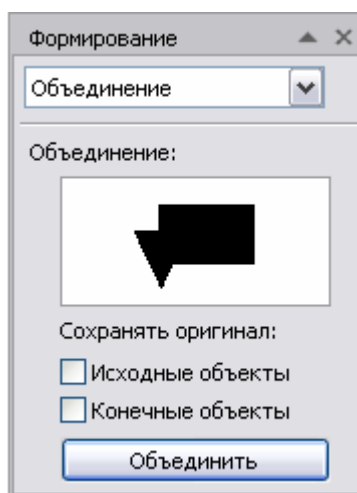 Формирование
Объединение
Объединение:
Сохранять оригинал:
Исходные объекты
Конечные объекты
Объединить